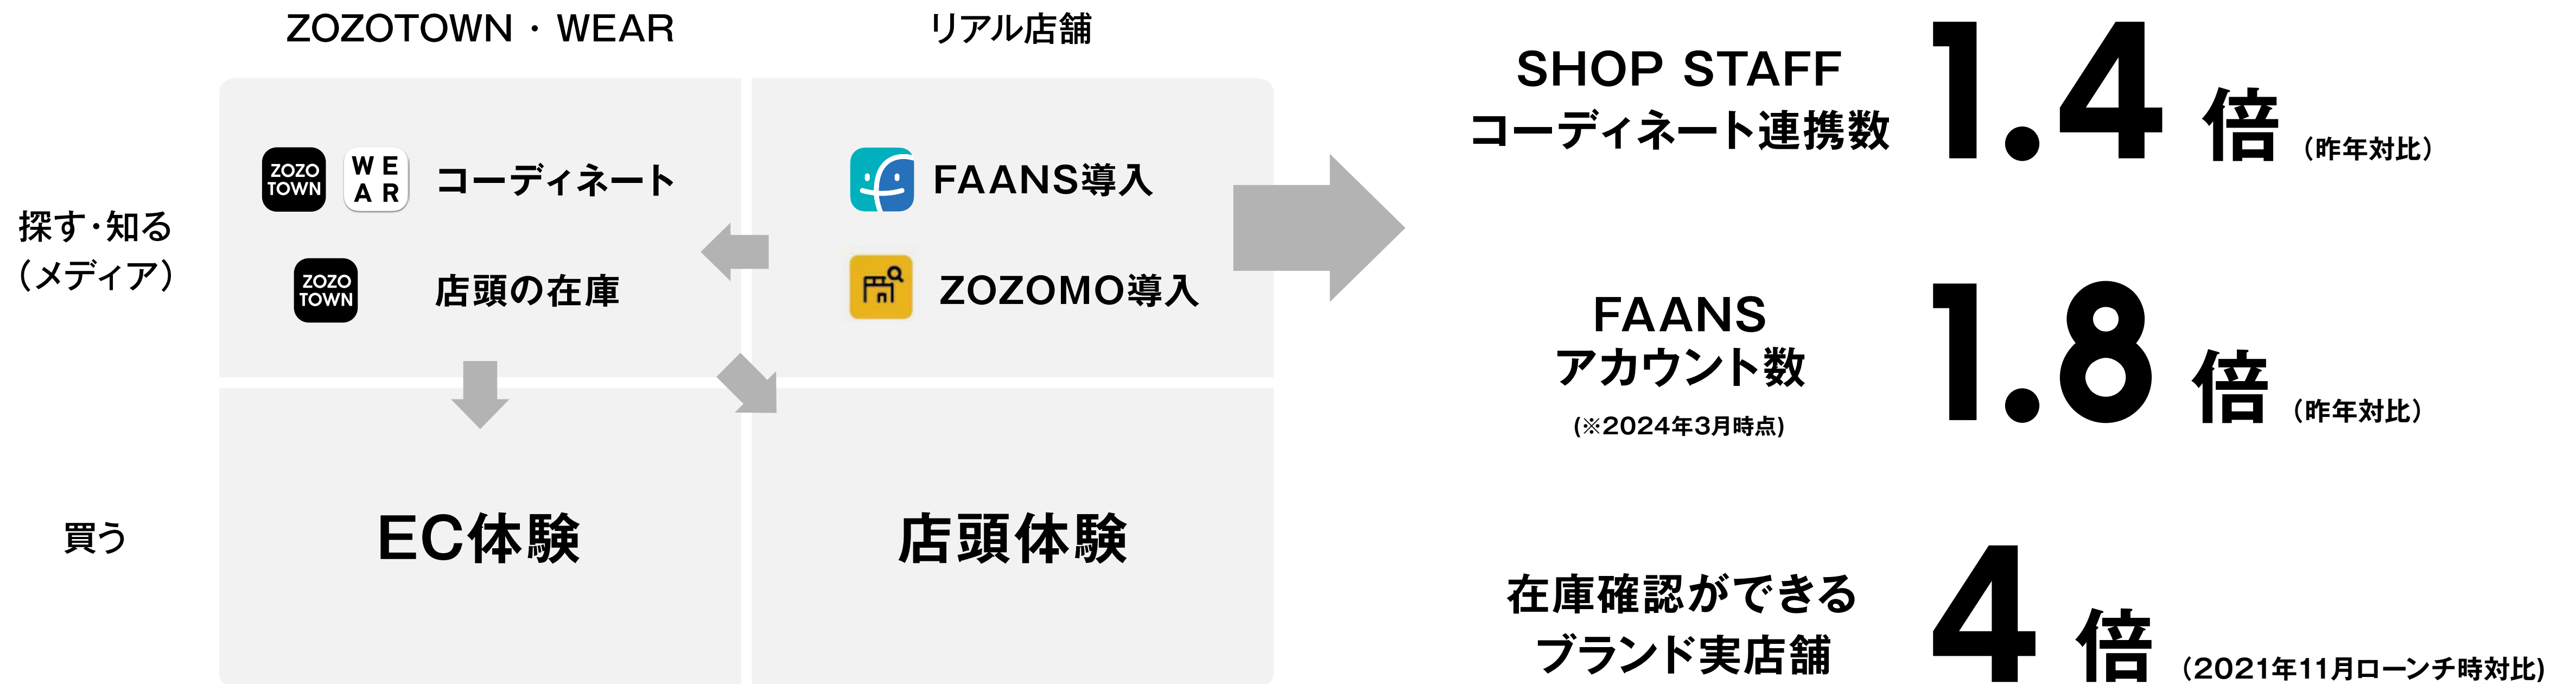 ZOZOTOWN・WEAR
リアル店舗
探す・知る
（メディア）
ZOZO
TOWN
WE
AR
コーディネート
ZOZO
TOWN
店頭の在庫
FAANS導入
ZOZOMO導入
買う
EC体験
店頭体験
SHOP STAFF
コーディネート連携数
1.4倍（昨年対比）
FAANS
アカウント数
(※2024年3月時点)
1.8倍（昨年対比）
在庫確認ができる
ブランド実店舗
4倍（2021年11月ローンチ時対比)